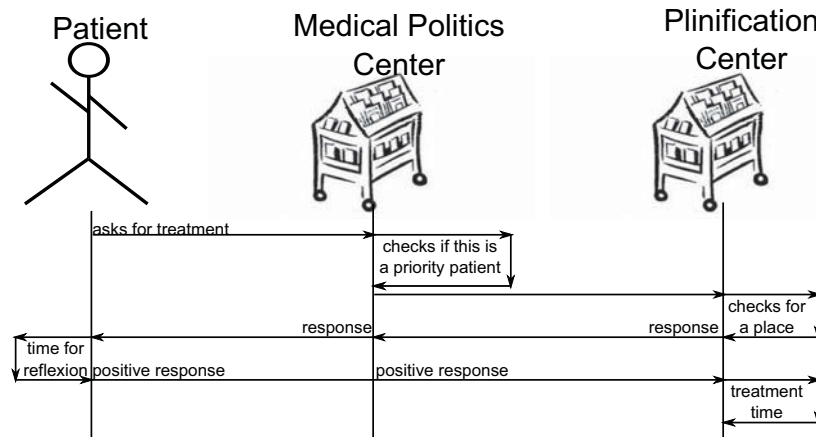 Patient
Medical Politics
Center
Plinification
Center
asks for treatment
checks if this is
a priority patient
checks for
a place
response
response
time for
reflexion
positive response
positive response
treatment
time